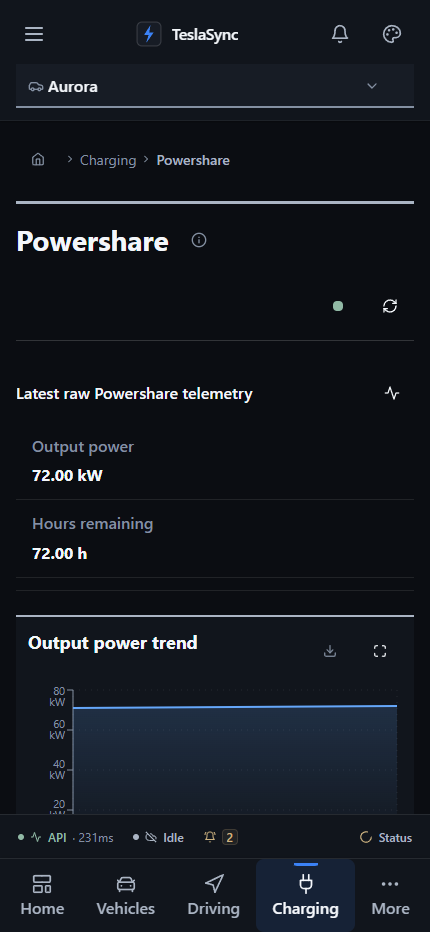 TeslaSync
Aurora
Charging
Powershare
Powershare
Latest raw Powershare telemetry
Output power
72.00 kW
Hours remaining
72.00 h
Output power trend
80
kW
60
kW
40
kW
20
kW
API · 231ms
Idle
2
Status
Home
Vehicles
Driving
Charging
More